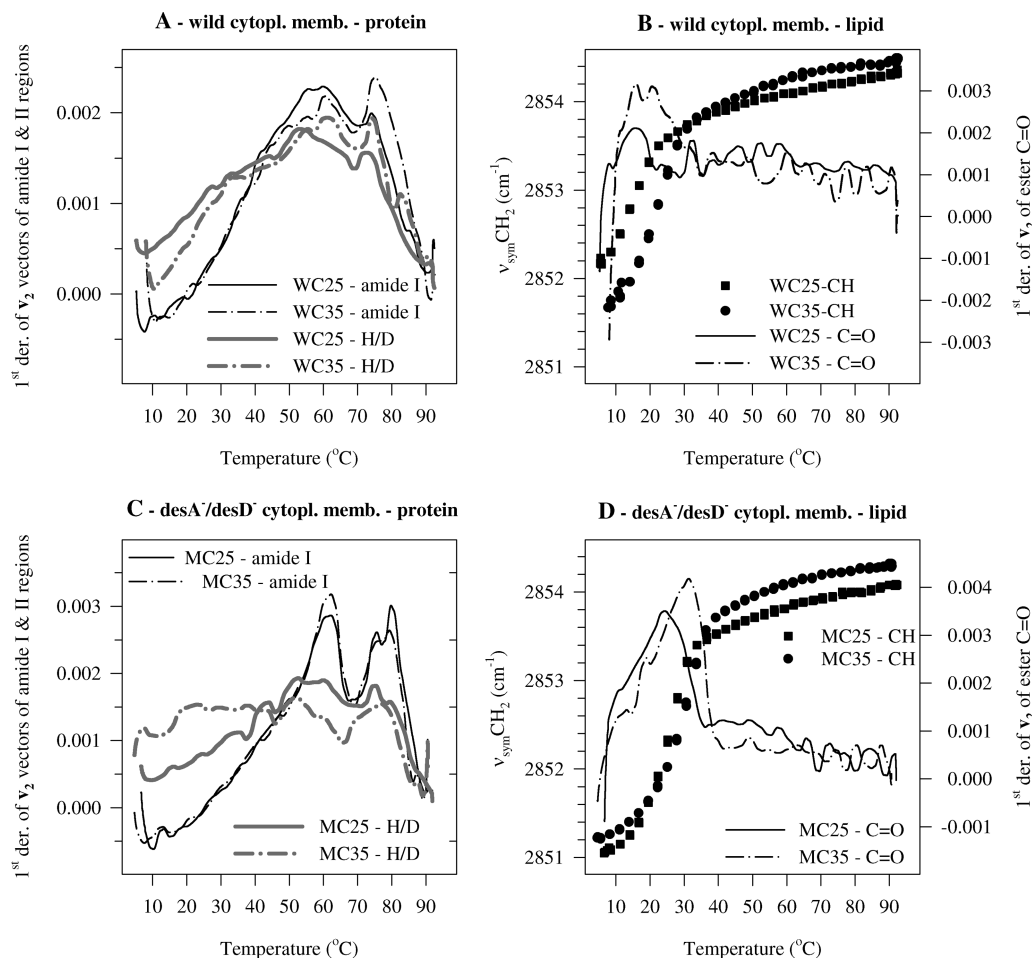 A - wild cytopl. memb. - protein
1st der. of v2 vectors of amide I & II regions
0.002
0.001
0.000
WC25 - amide I
WC35 - amide I
WC25 - H/D
WC35 - H/D
10 20 30 40 50 60 70 80 90
Temperature (oC)
B - wild cytopl. memb. - lipid
νsymCH2 (cm-1)
2854
2853
2852
2851
WC25-CH
WC35-CH
WC25 - C=O
WC35 - C=O
0.003
0.002
0.001
0.000
-0.001
-0.002
-0.003
1st der. of v2 of ester C=O
10 20 30 40 50 60 70 80 90
Temperature (oC)
C - desA-/desD- cytopl. memb. - protein
1st der. of v2 vectors of amide I & II regions
MC25 - amide I
MC35 - amide I
0.003
0.002
0.001
0.000
MC25 - H/D
MC35 - H/D
10 20 30 40 50 60 70 80 90
Temperature (oC)
D - desA-/desD- cytopl. memb. - lipid
νsymCH2 (cm-1)
2854
2853
2852
2851
MC25 - CH
MC35 - CH
MC25 - C=O
MC35 - C=O
0.004
0.003
0.002
0.001
0.000
-0.001
1st der. of v2 of ester C=O
10 20 30 40 50 60 70 80 90
Temperature (oC)